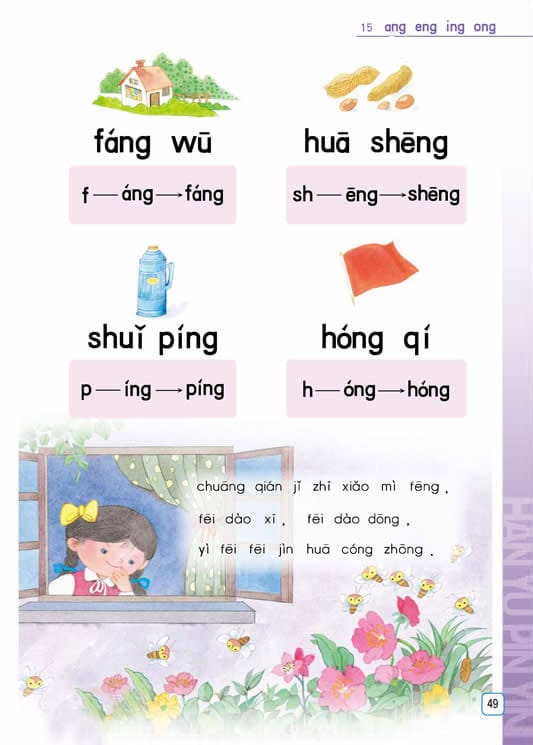 15 ang eng ing ong
fáng wū
huā shēng
f — áng → fáng
sh — ēng → shēng
shuǐ píng
hóng qí
p — íng → píng
h — óng → hóng
chuāng qián jǐ zhī xiǎo mì fēng .
fēi dào xī , fēi dào dōng ,
yì fēi fēi jìn huā cóng zhōng .
49
HAN YU PIN YIN